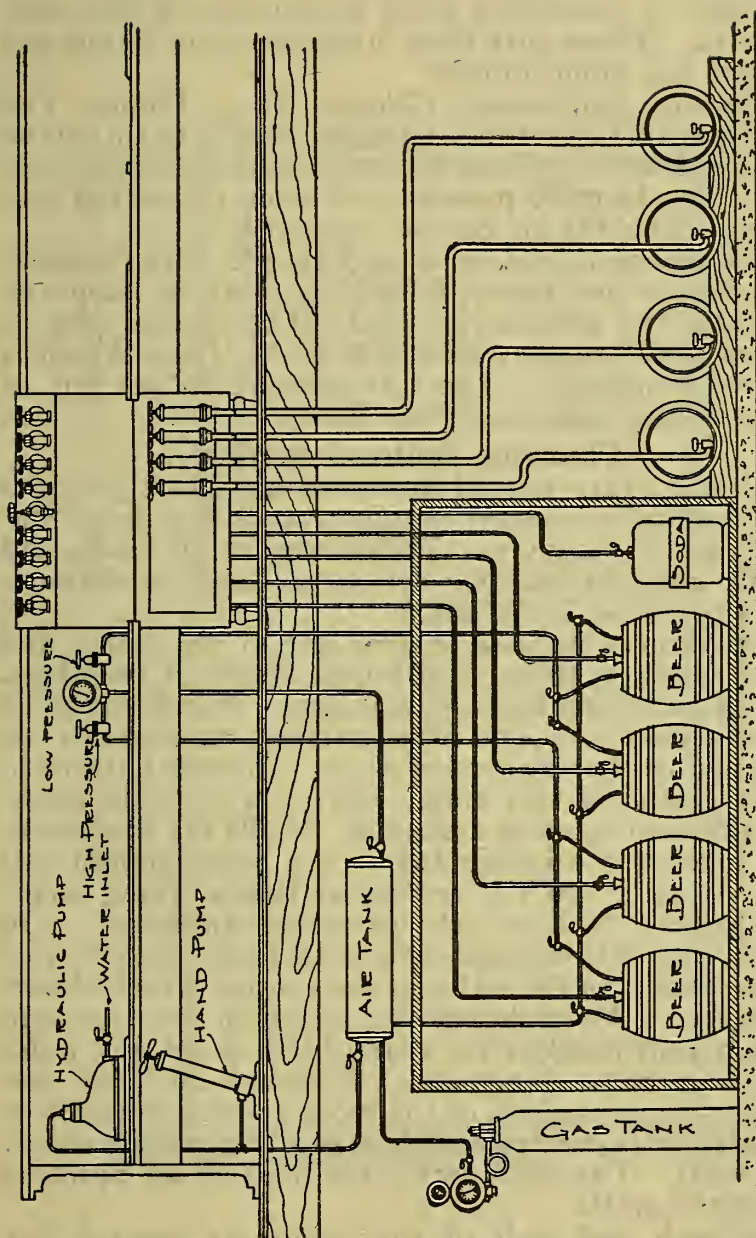 LOW PRESSURE
HIGH PRESSURE
WATER INLET
HYDRAULIC PUMP
HAND PUMP
AIR TANK
GAS TANK
BEER
BEER
BEER
BEER
SODA